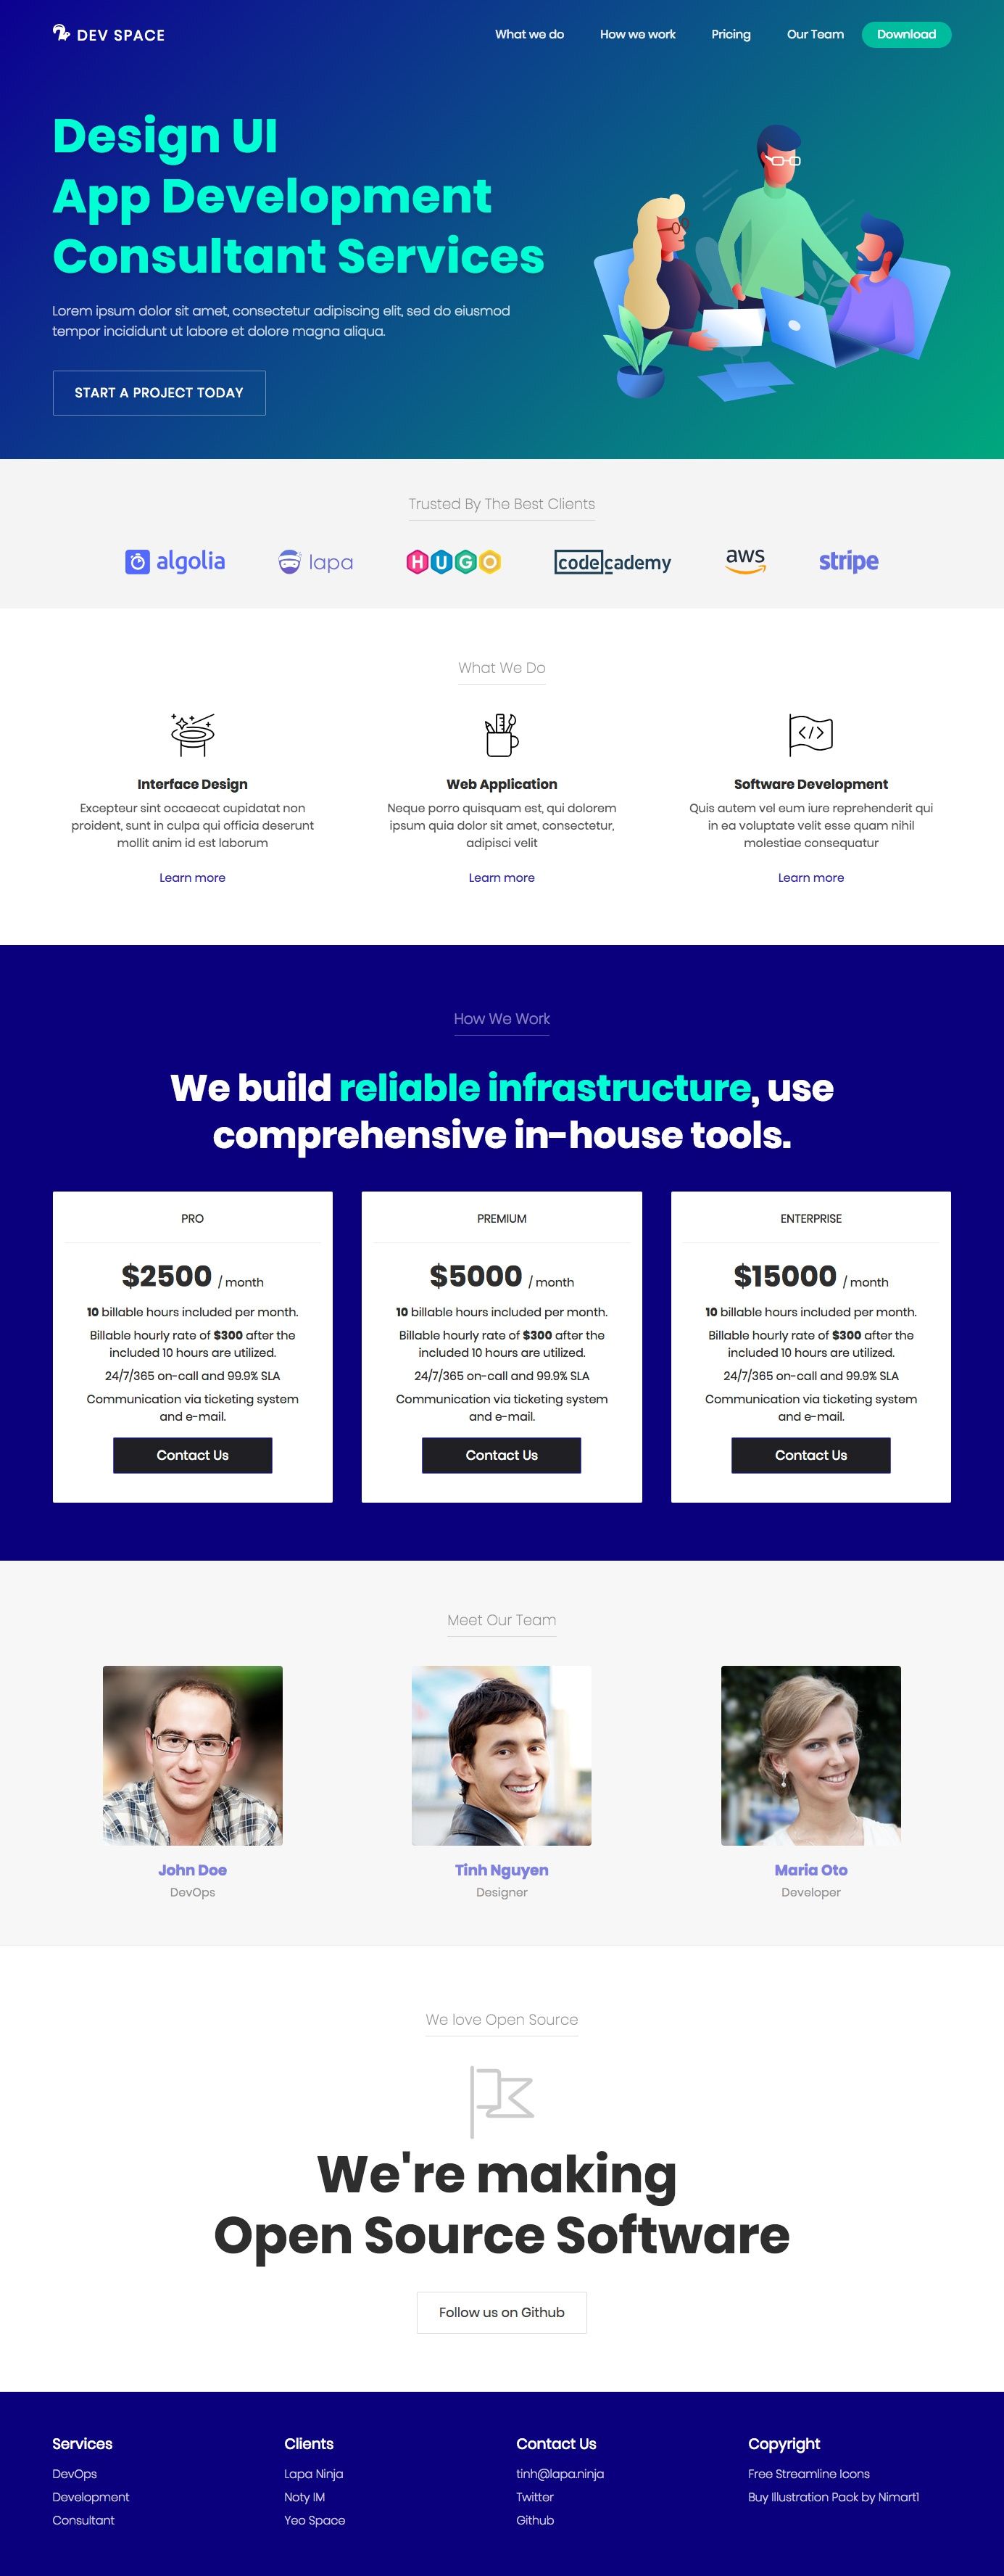 DEV SPACE
What we do
How we work
Pricing
Our Team
Download
Design UI
App Development
Consultant Services
Lorem ipsum dolor sit amet, consectetur adipiscing elit, sed do eiusmod
tempor incididunt ut labore et dolore magna aliqua.
START A PROJECT TODAY
Trusted By The Best Clients
algolia
lapa
HUGO
codecademy
aws
stripe
What We Do
Interface Design
Excepteur sint occaecat cupidatat non
proident, sunt in culpa qui officia deserunt
mollit anim id est laborum
Learn more
Web Application
Neque porro quisquam est, qui dolorem
ipsum quia dolor sit amet, consectetur,
adipisci velit
Learn more
</>
Software Development
Quis autem vel eum iure reprehenderit qui
in ea voluptate velit esse quam nihil
molestiae consequatur
Learn more
How We Work
We build reliable infrastructure, use
comprehensive in-house tools.
PRO
$2500 / month
10 billable hours included per month.
Billable hourly rate of $300 after the
included 10 hours are utilized.
24/7/365 on-call and 99.9% SLA
Communication via ticketing system
and e-mail.
Contact Us
PREMIUM
$5000 / month
10 billable hours included per month.
Billable hourly rate of $300 after the
included 10 hours are utilized.
24/7/365 on-call and 99.9% SLA
Communication via ticketing system
and e-mail.
Contact Us
ENTERPRISE
$15000 / month
10 billable hours included per month.
Billable hourly rate of $300 after the
included 10 hours are utilized.
24/7/365 on-call and 99.9% SLA
Communication via ticketing system
and e-mail.
Contact Us
Meet Our Team
John Doe
DevOps
Tinh Nguyen
Designer
Maria Oto
Developer
We love Open Source
We're making
Open Source Software
Follow us on Github
Services
DevOps
Development
Consultant
Clients
Lapa Ninja
Noty IM
Yeo Space
Contact Us
tinh@lapa.ninja
Twitter
Github
Copyright
Free Streamline Icons
Buy Illustration Pack by Nimart1